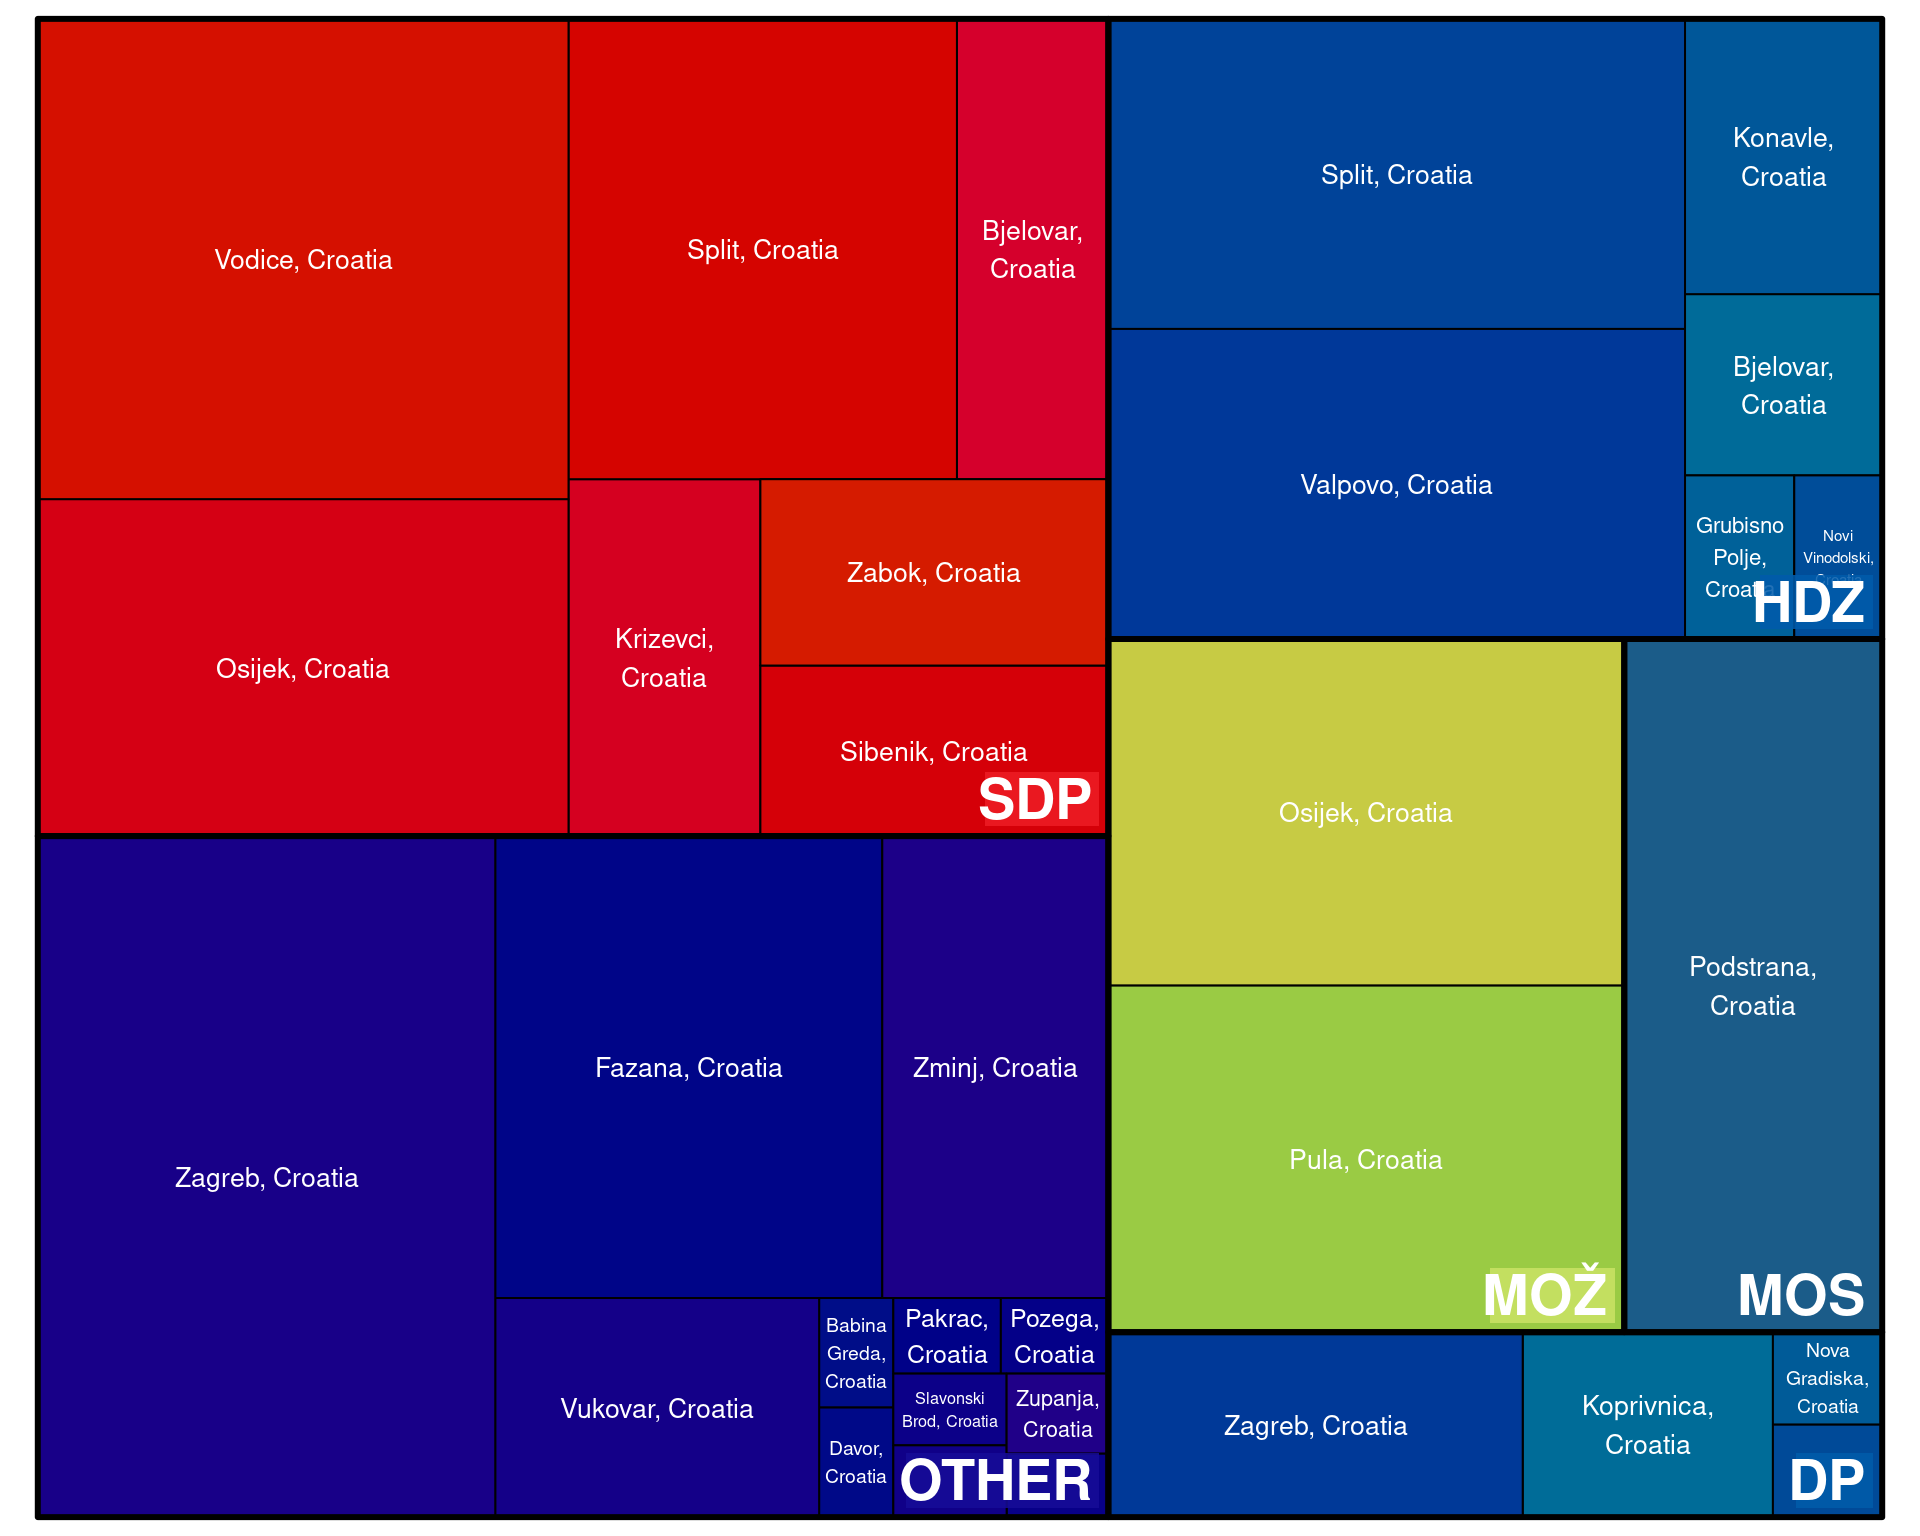 Vodice, Croatia
Split, Croatia
Bjelovar,
Croatia
Osijek, Croatia
Krizevci,
Croatia
Zabok, Croatia
Sibenik, Croatia
SDP
Split, Croatia
Konavle,
Croatia
Bjelovar,
Croatia
Valpovo, Croatia
Grubisno
Polje,
Croatia
Novi
Vinodolski,
Croatia
HDZ
Zagreb, Croatia
Fazana, Croatia
Zminj, Croatia
Vukovar, Croatia
Babina
Greda,
Croatia
Davor,
Croatia
Pakrac,
Croatia
Pozega,
Croatia
Slavonski
Brod, Croatia
Zupanja,
Croatia
OTHER
Osijek, Croatia
Pula, Croatia
MOŽ
Podstrana,
Croatia
MOS
Zagreb, Croatia
Koprivnica,
Croatia
Nova
Gradiska,
Croatia
DP